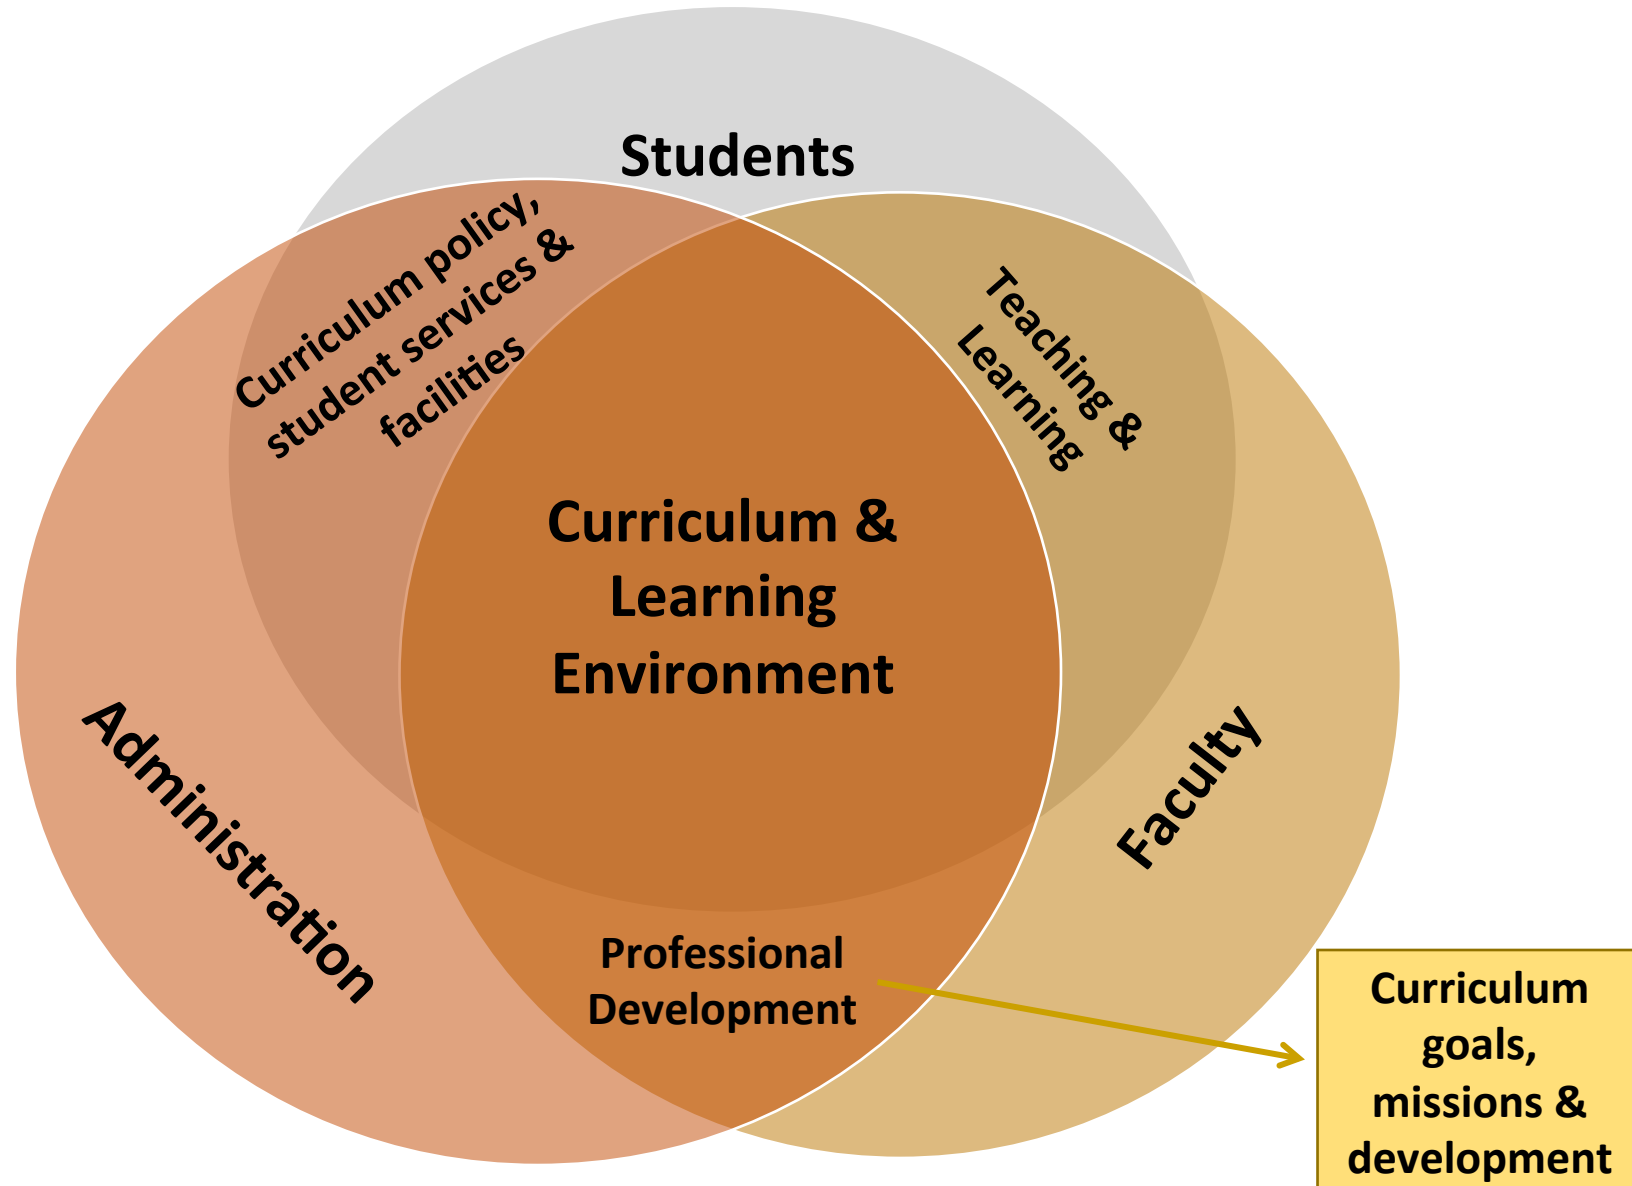 Students
Curriculum policy,
student services &
facilities
Teaching &
Learning
Curriculum &
Learning
Environment
Administration
Faculty
Professional
Development
Curriculum
goals,
missions &
development